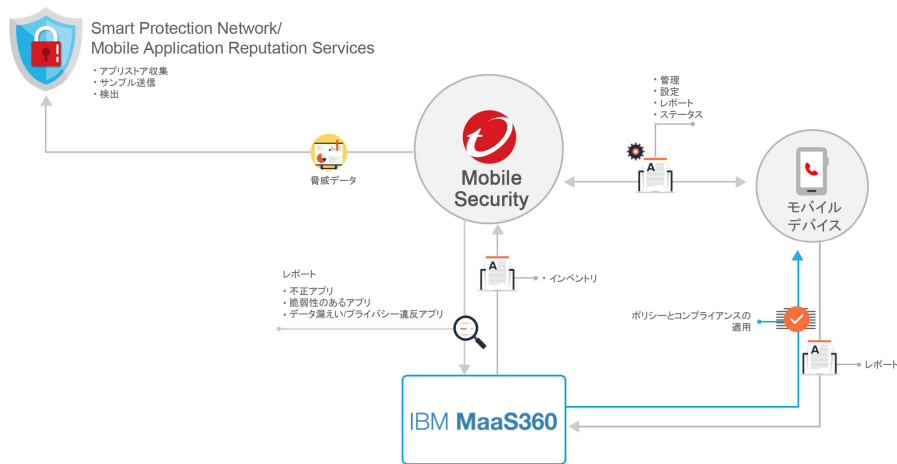 Smart Protection Network/
Mobile Application Reputation Services
・アプリストア収集
・サンプル送信
・検出
・管理
・設定
・レポート
・ステータス
脅威データ
Mobile
Security
モバイル
デバイス
レポート
・不正アプリ
・脆弱性のあるアプリ
・データ漏えい/プライバシー違反アプリ
A
A
・インベントリ
ポリシーとコンプライアンスの
適用
A
レポート
IBM MaaS360